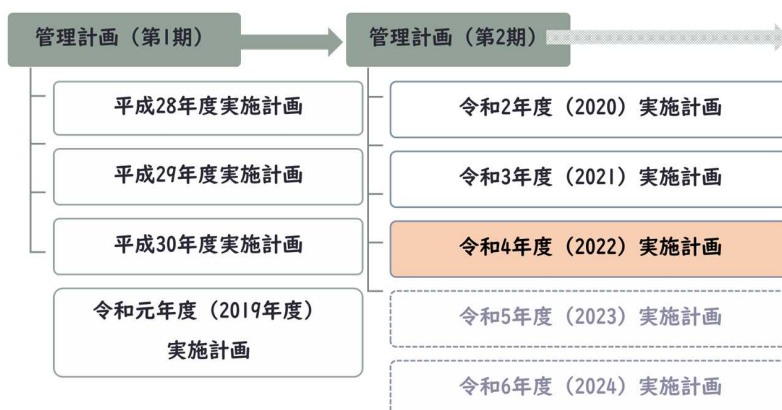 管理計画（第1期）
平成28年度実施計画
平成29年度実施計画
平成30年度実施計画
令和元年度（2019年度）
実施計画
管理計画（第2期）
令和2年度（2020）実施計画
令和3年度（2021）実施計画
令和4年度（2022）実施計画
令和5年度（2023）実施計画
令和6年度（2024）実施計画